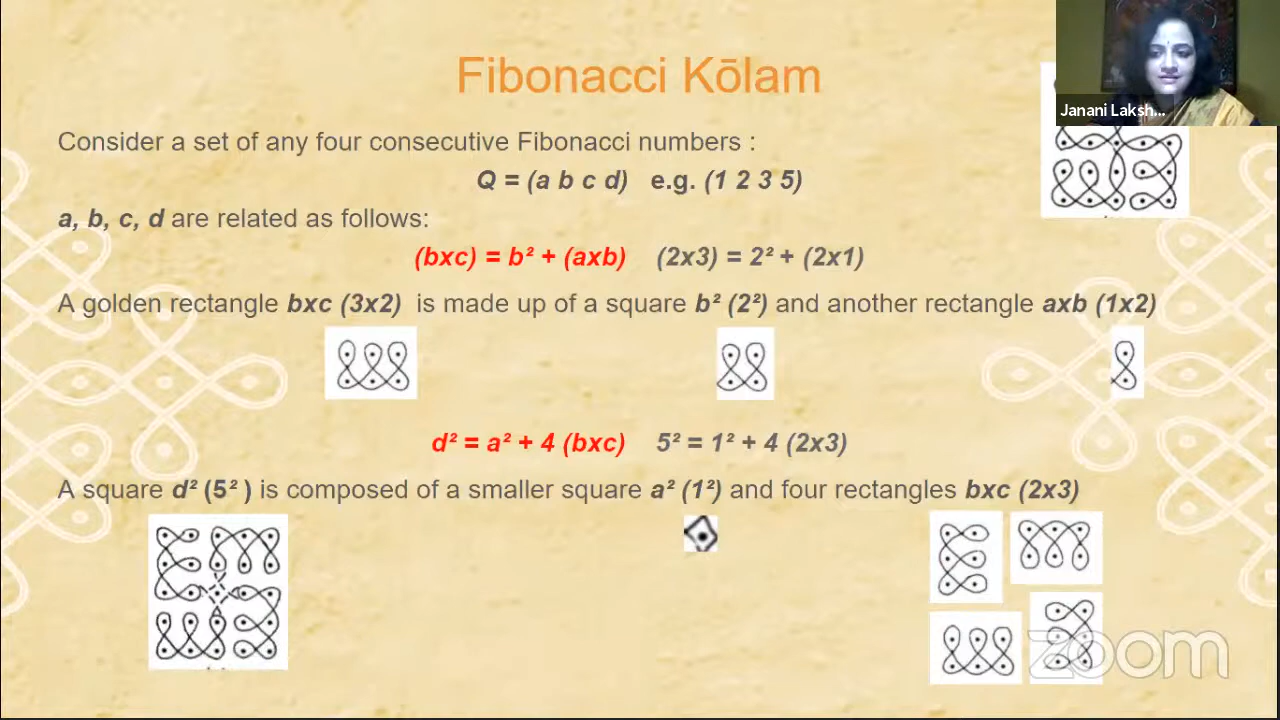 Fibonacci Kōlam
Janani Laksh...
Consider a set of any four consecutive Fibonacci numbers :
Q = (a b c d) e.g. (1 2 3 5)
a, b, c, d are related as follows:
(bxc) = b² + (axb) (2x3) = 2² + (2x1)
A golden rectangle bxc (3x2) is made up of a square b² (2²) and another rectangle axb (1x2)
d² = a² + 4 (bxc) 5² = 1² + 4 (2x3)
A square d² (5² ) is composed of a smaller square a² (1²) and four rectangles bxc (2x3)
zoom